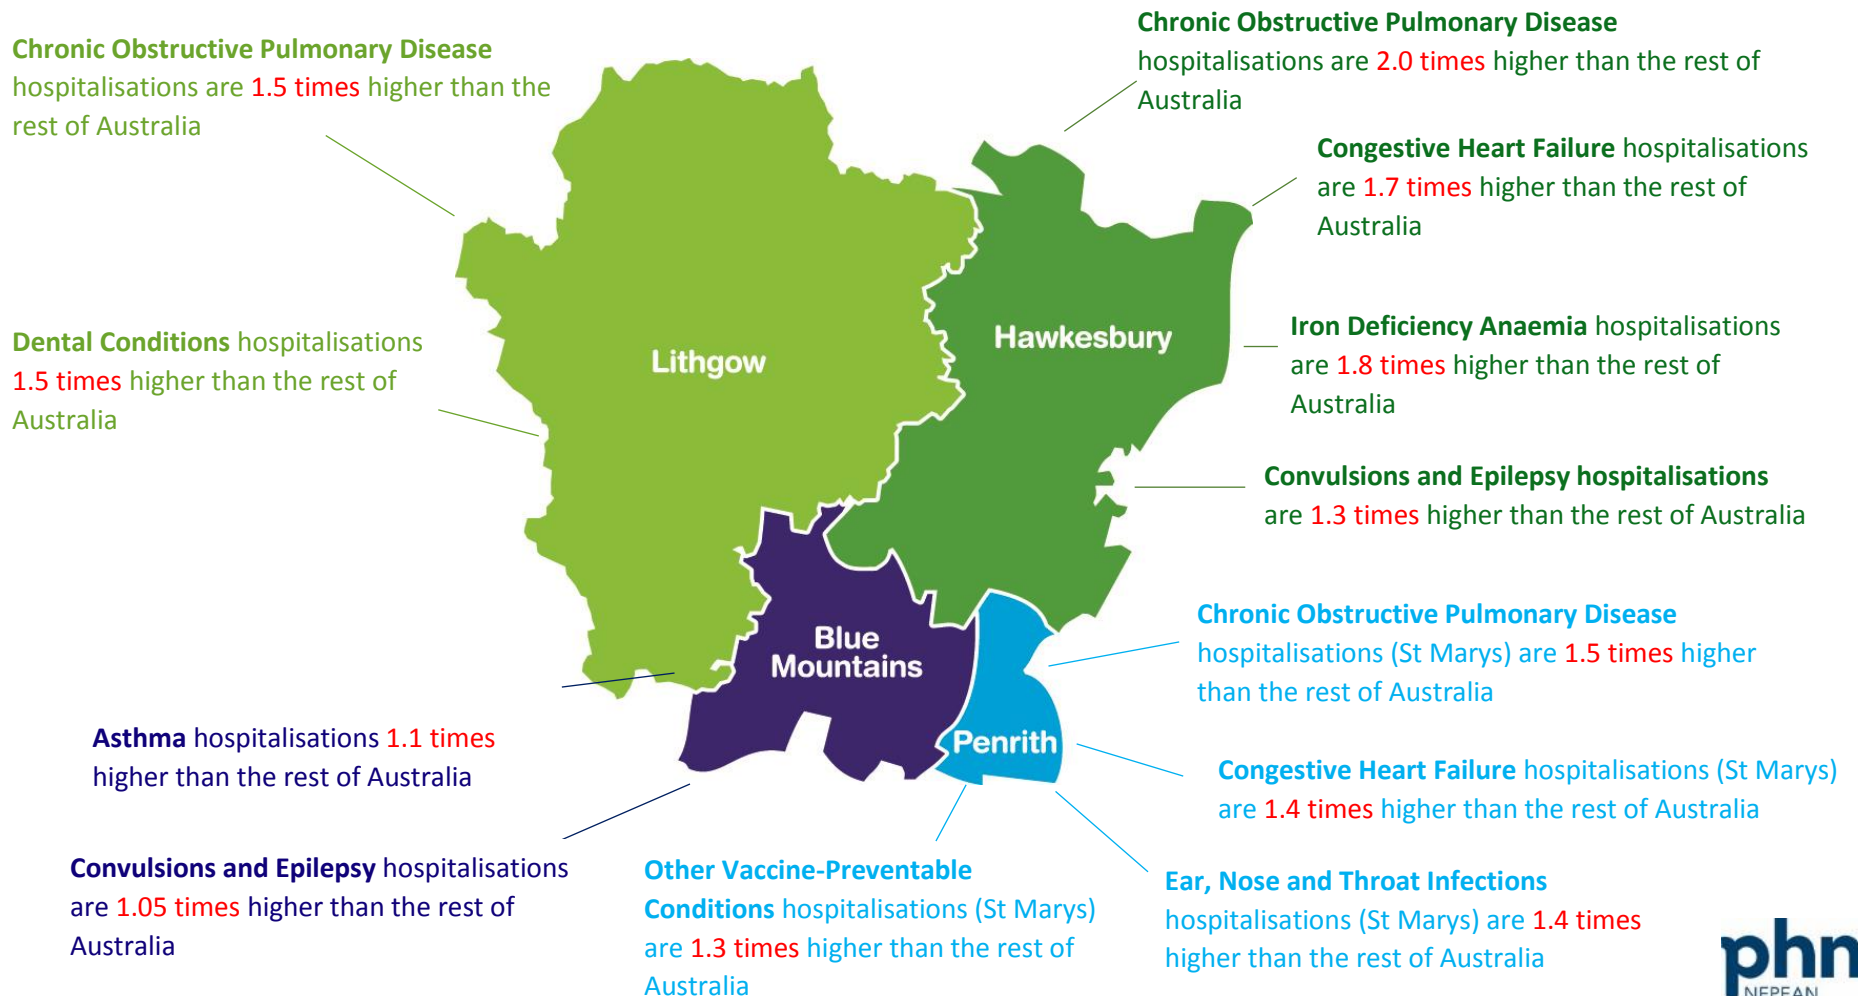 Chronic Obstructive Pulmonary Disease
hospitalisations are 1.5 times higher than the
rest of Australia
Chronic Obstructive Pulmonary Disease
hospitalisations are 2.0 times higher than the rest of
Australia
Congestive Heart Failure hospitalisations
are 1.7 times higher than the rest of
Australia
Dental Conditions hospitalisations
1.5 times higher than the rest of
Australia
Lithgow
Hawkesbury
Iron Deficiency Anaemia hospitalisations
are 1.8 times higher than the rest of
Australia
Convulsions and Epilepsy hospitalisations
are 1.3 times higher than the rest of Australia
Blue
Mountains
Penrith
Chronic Obstructive Pulmonary Disease
hospitalisations (St Marys) are 1.5 times higher
than the rest of Australia
Asthma hospitalisations 1.1 times
higher than the rest of Australia
Congestive Heart Failure hospitalisations (St Marys)
are 1.4 times higher than the rest of Australia
Convulsions and Epilepsy hospitalisations
are 1.05 times higher than the rest of
Australia
Other Vaccine-Preventable
Conditions hospitalisations (St Marys)
are 1.3 times higher than the rest of
Australia
Ear, Nose and Throat Infections
hospitalisations (St Marys) are 1.4 times
higher than the rest of Australia
phn
NEPEAN